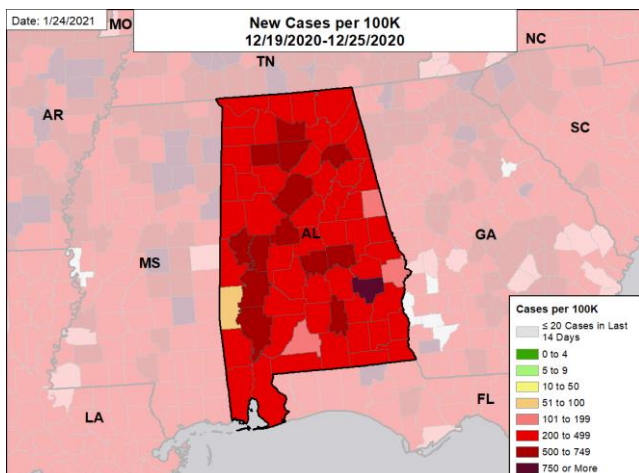 Date: 1/24/2021
New Cases per 100K
12/19/2020-12/25/2020
MO
NC
TN
AR
SC
AL
MS
GA
LA
FL
Cases per 100K
≤ 20 Cases in Last
14 Days
0 to 4
5 to 9
10 to 50
51 to 100
101 to 199
200 to 499
500 to 749
750 or More